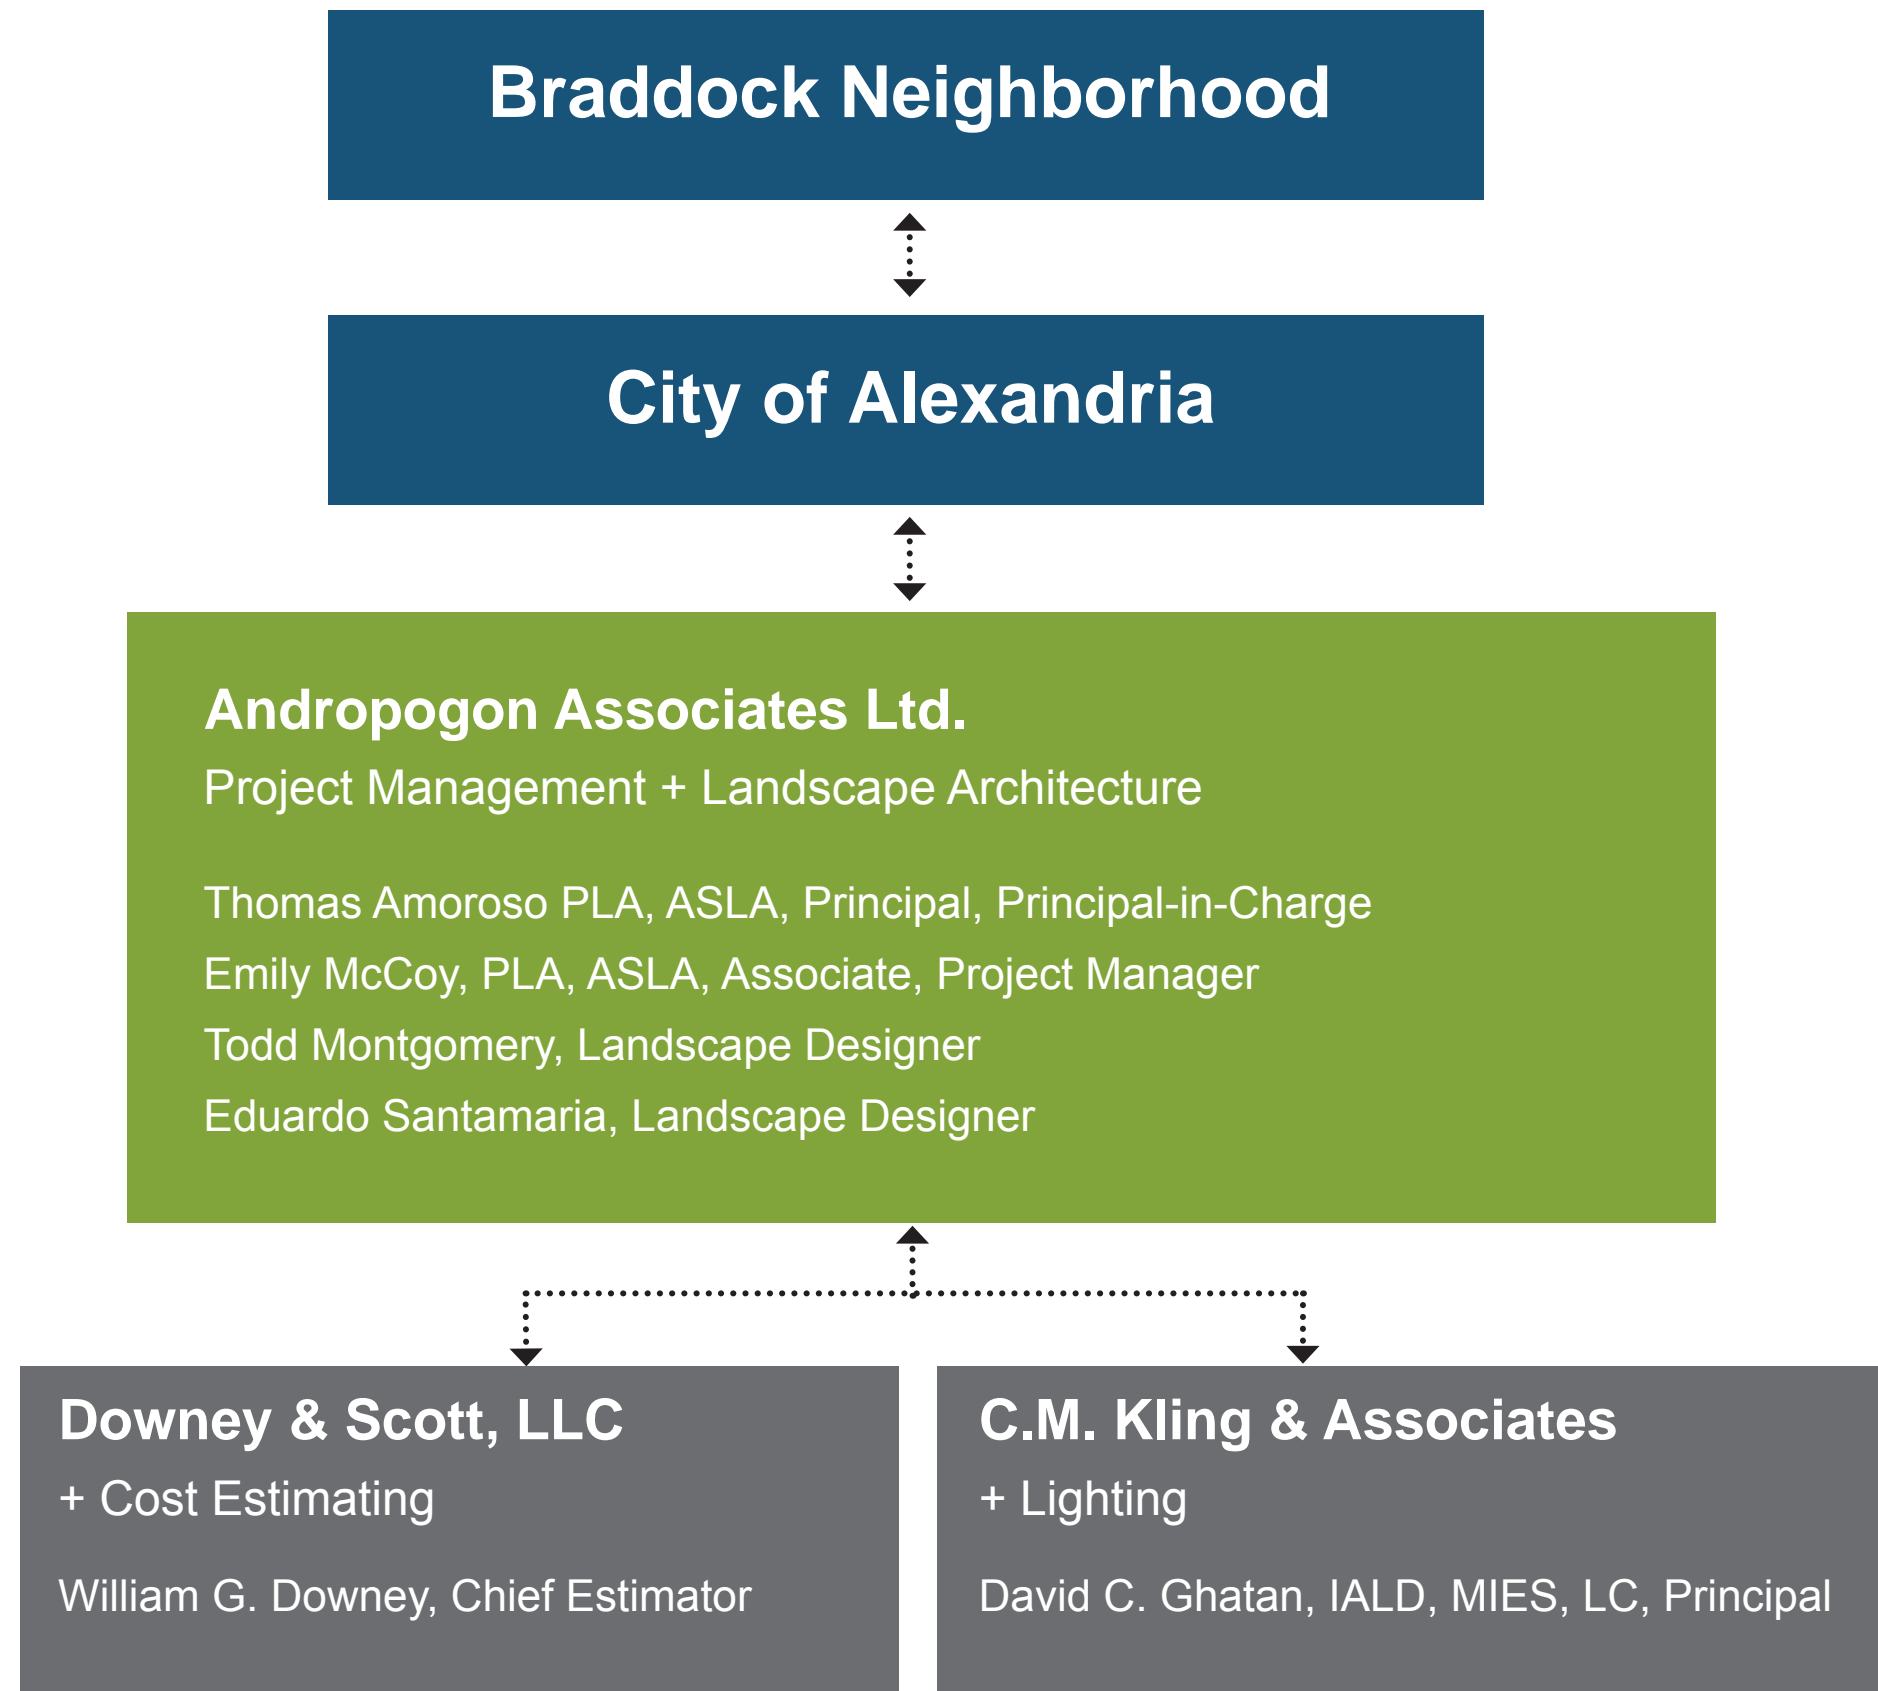 Braddock Neighborhood
City of Alexandria
Andropogon Associates Ltd.
Project Management + Landscape Architecture
Thomas Amoroso PLA, ASLA, Principal, Principal-in-Charge
Emily McCoy, PLA, ASLA, Associate, Project Manager
Todd Montgomery, Landscape Designer
Eduardo Santamaria, Landscape Designer
Downey & Scott, LLC
+ Cost Estimating
William G. Downey, Chief Estimator
C.M. Kling & Associates
+ Lighting
David C. Ghatan, IALD, MIES, LC, Principal